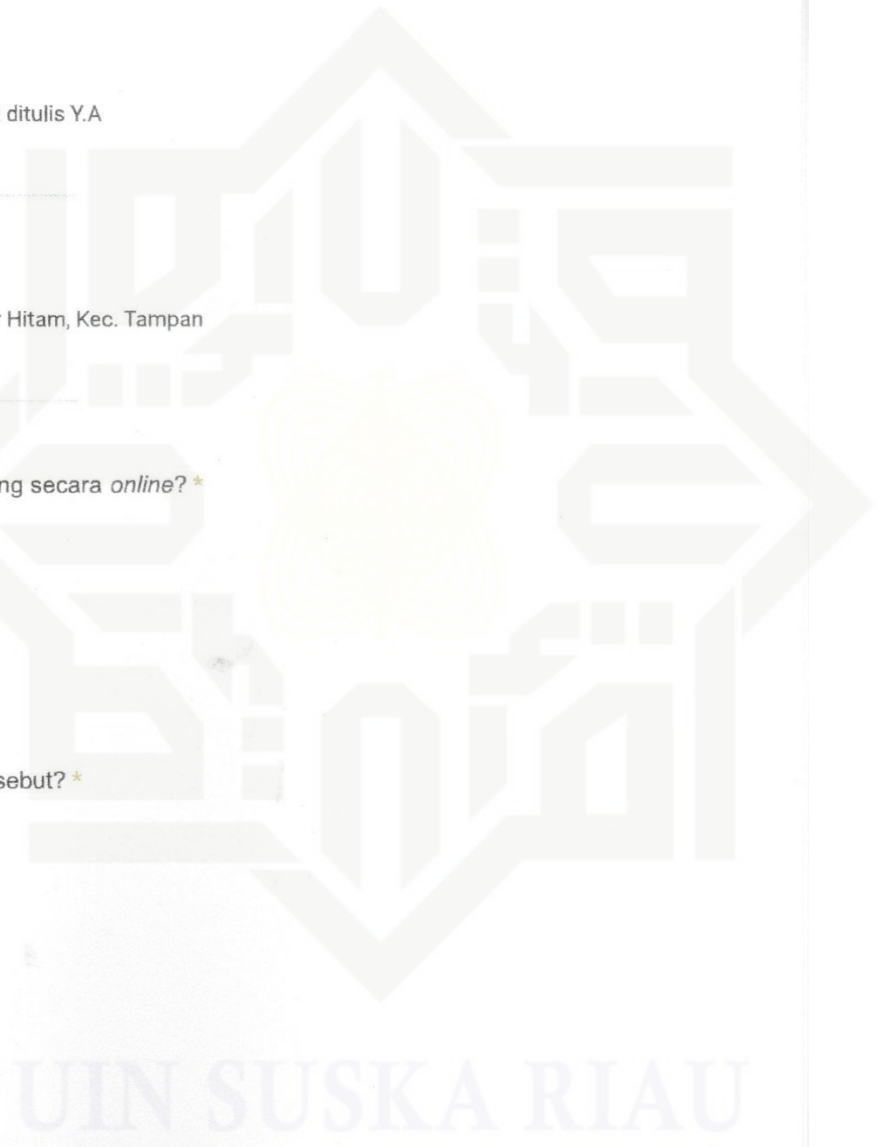 ditulis Y.A
Hitam, Kec. Tampan
ng secara online? *
sebut? *
UIN SUSKA RIAU